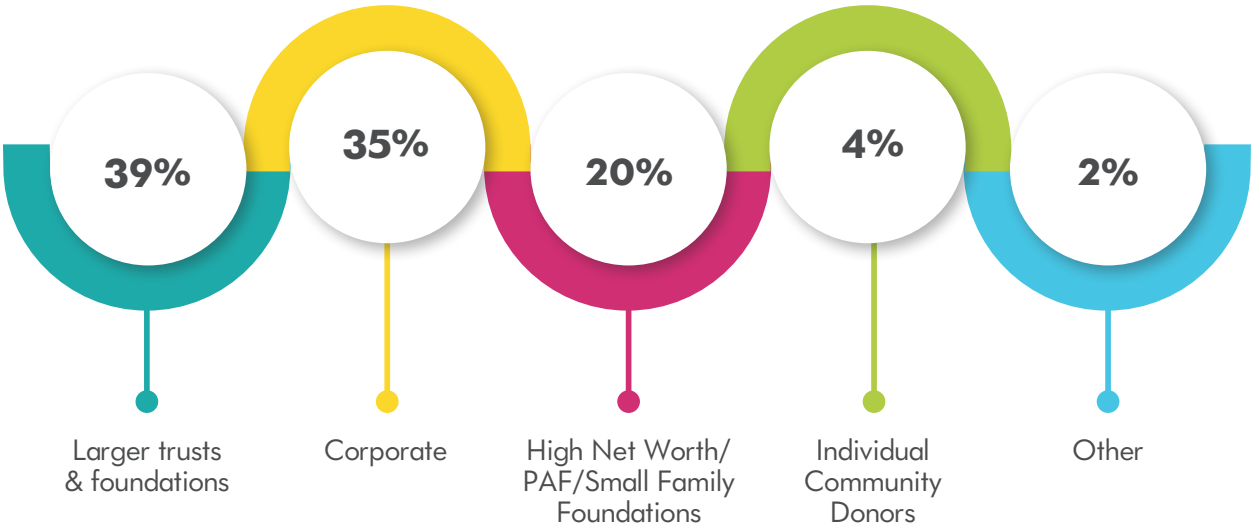 39%
35%
20%
4%
2%
Larger trusts
& foundations
Corporate
High Net Worth/
PAF/Small Family
Foundations
Individual
Community
Donors
Other